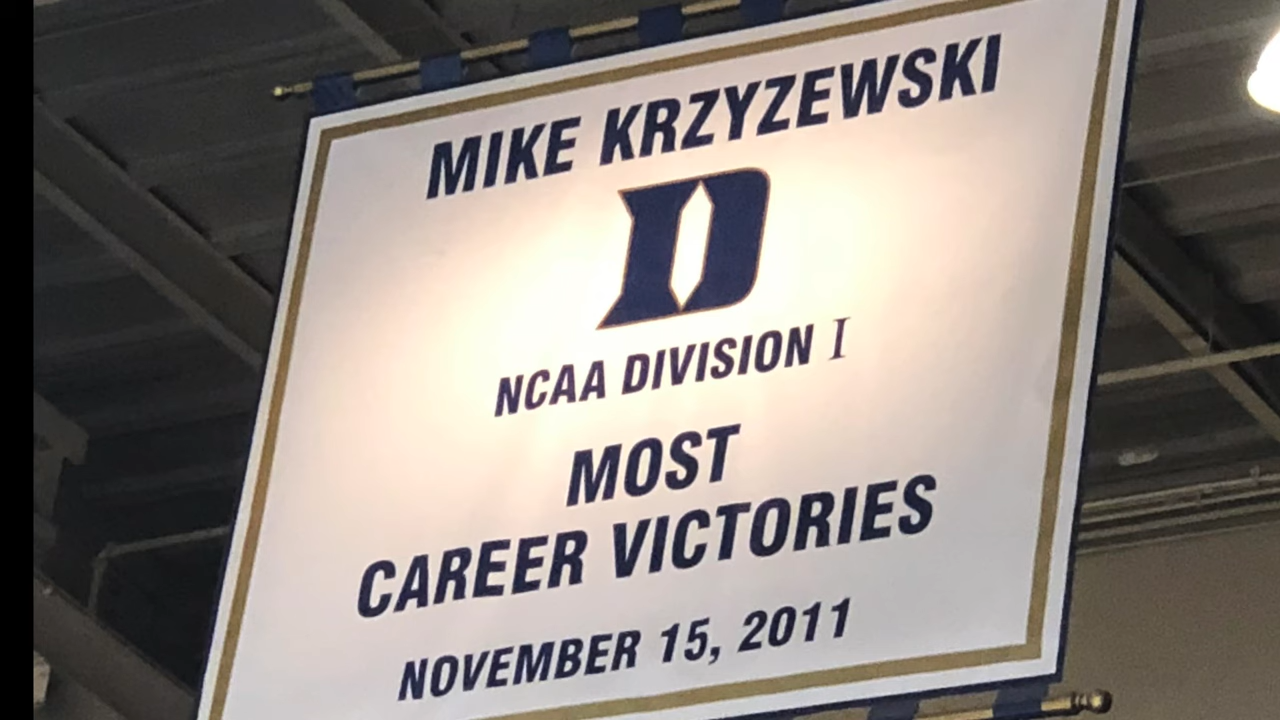 MIKE KRZYZEWSKI
D
NCAA DIVISION I
MOST
CAREER VICTORIES
NOVEMBER 15, 2011